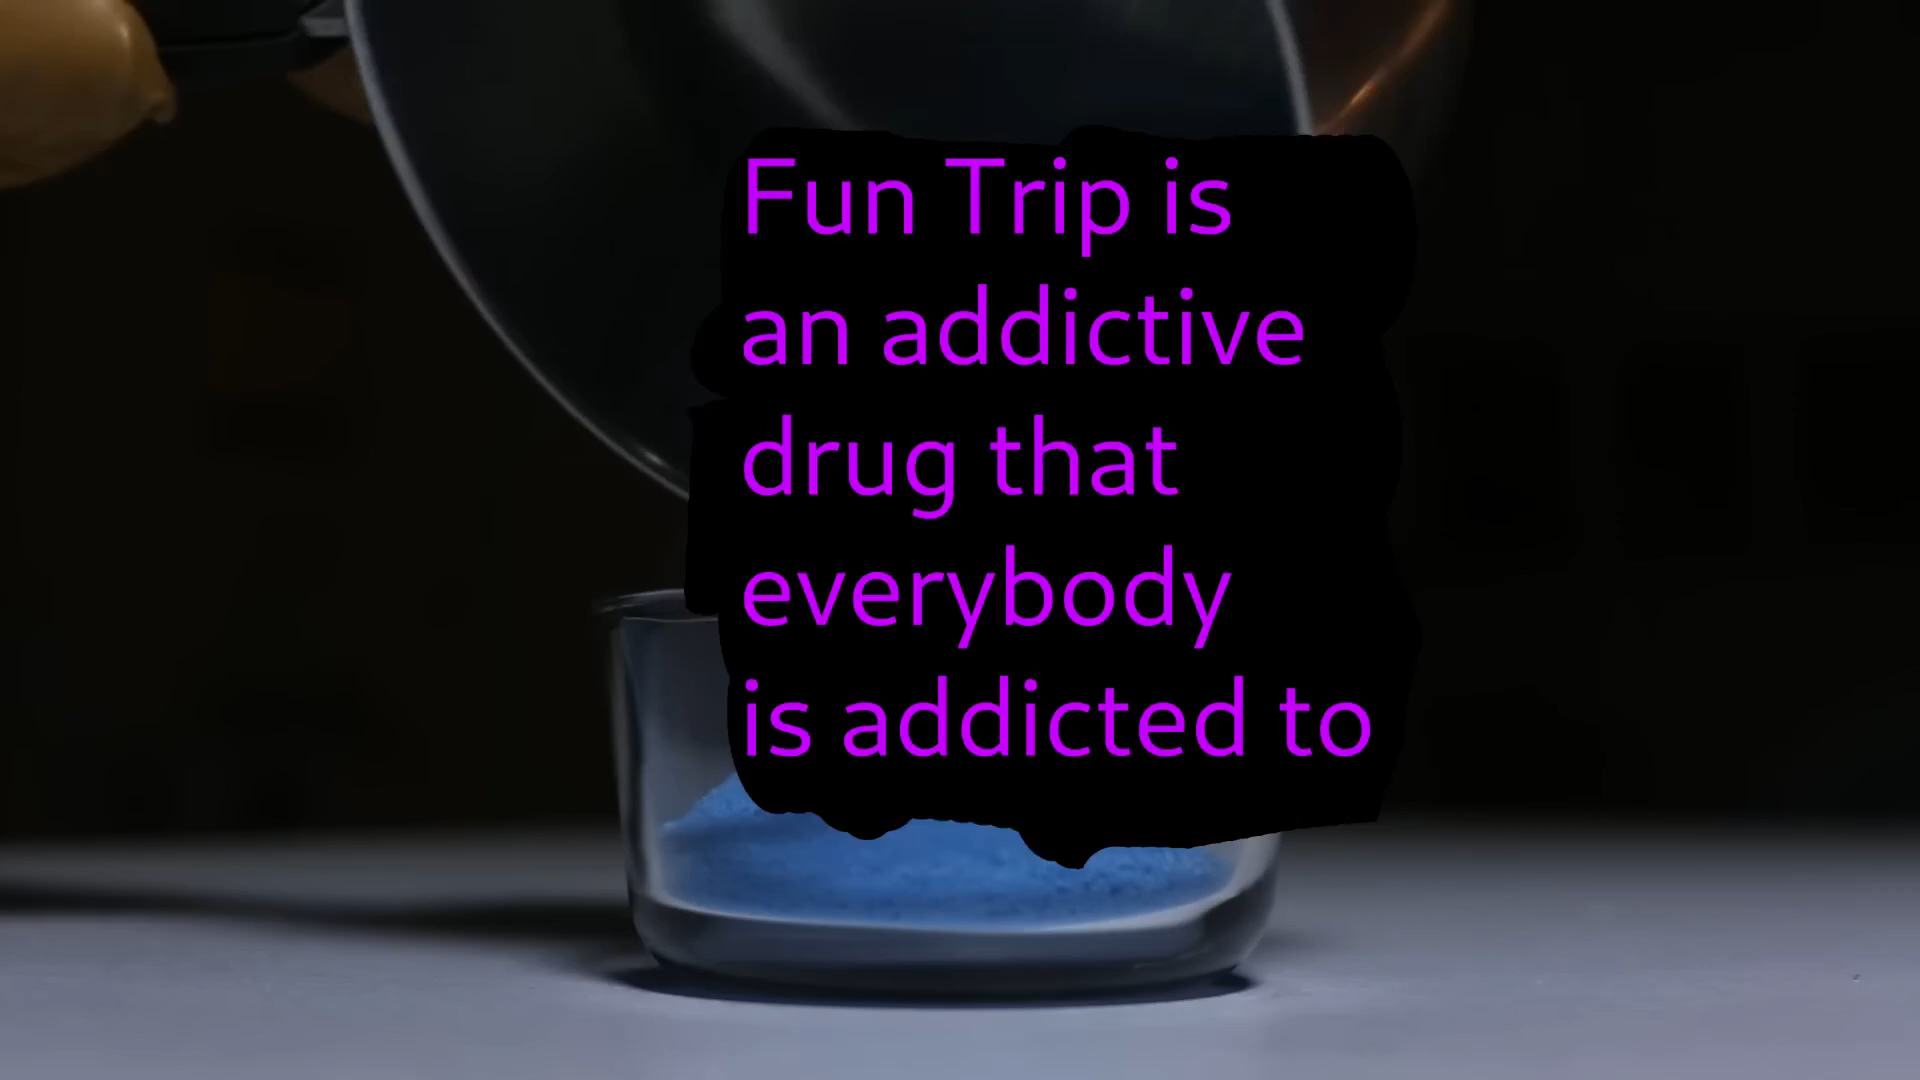 Fun Trip is
an addictive
drug that
everybody
is addicted to